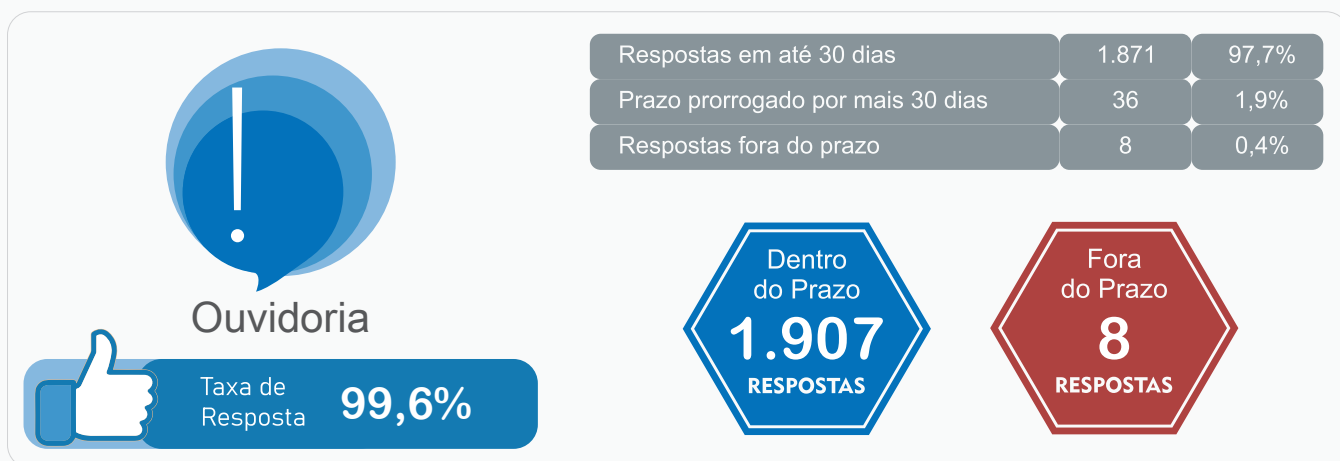 Respostas em até 30 dias 1.871 97,7%
Prazo prorrogado por mais 30 dias 36 1,9%
Respostas fora do prazo 8 0,4%
!
Ouvidoria
Taxa de
Resposta 99,6%
Dentro
do Prazo
1.907
RESPOSTAS
Fora
do Prazo
8
RESPOSTAS